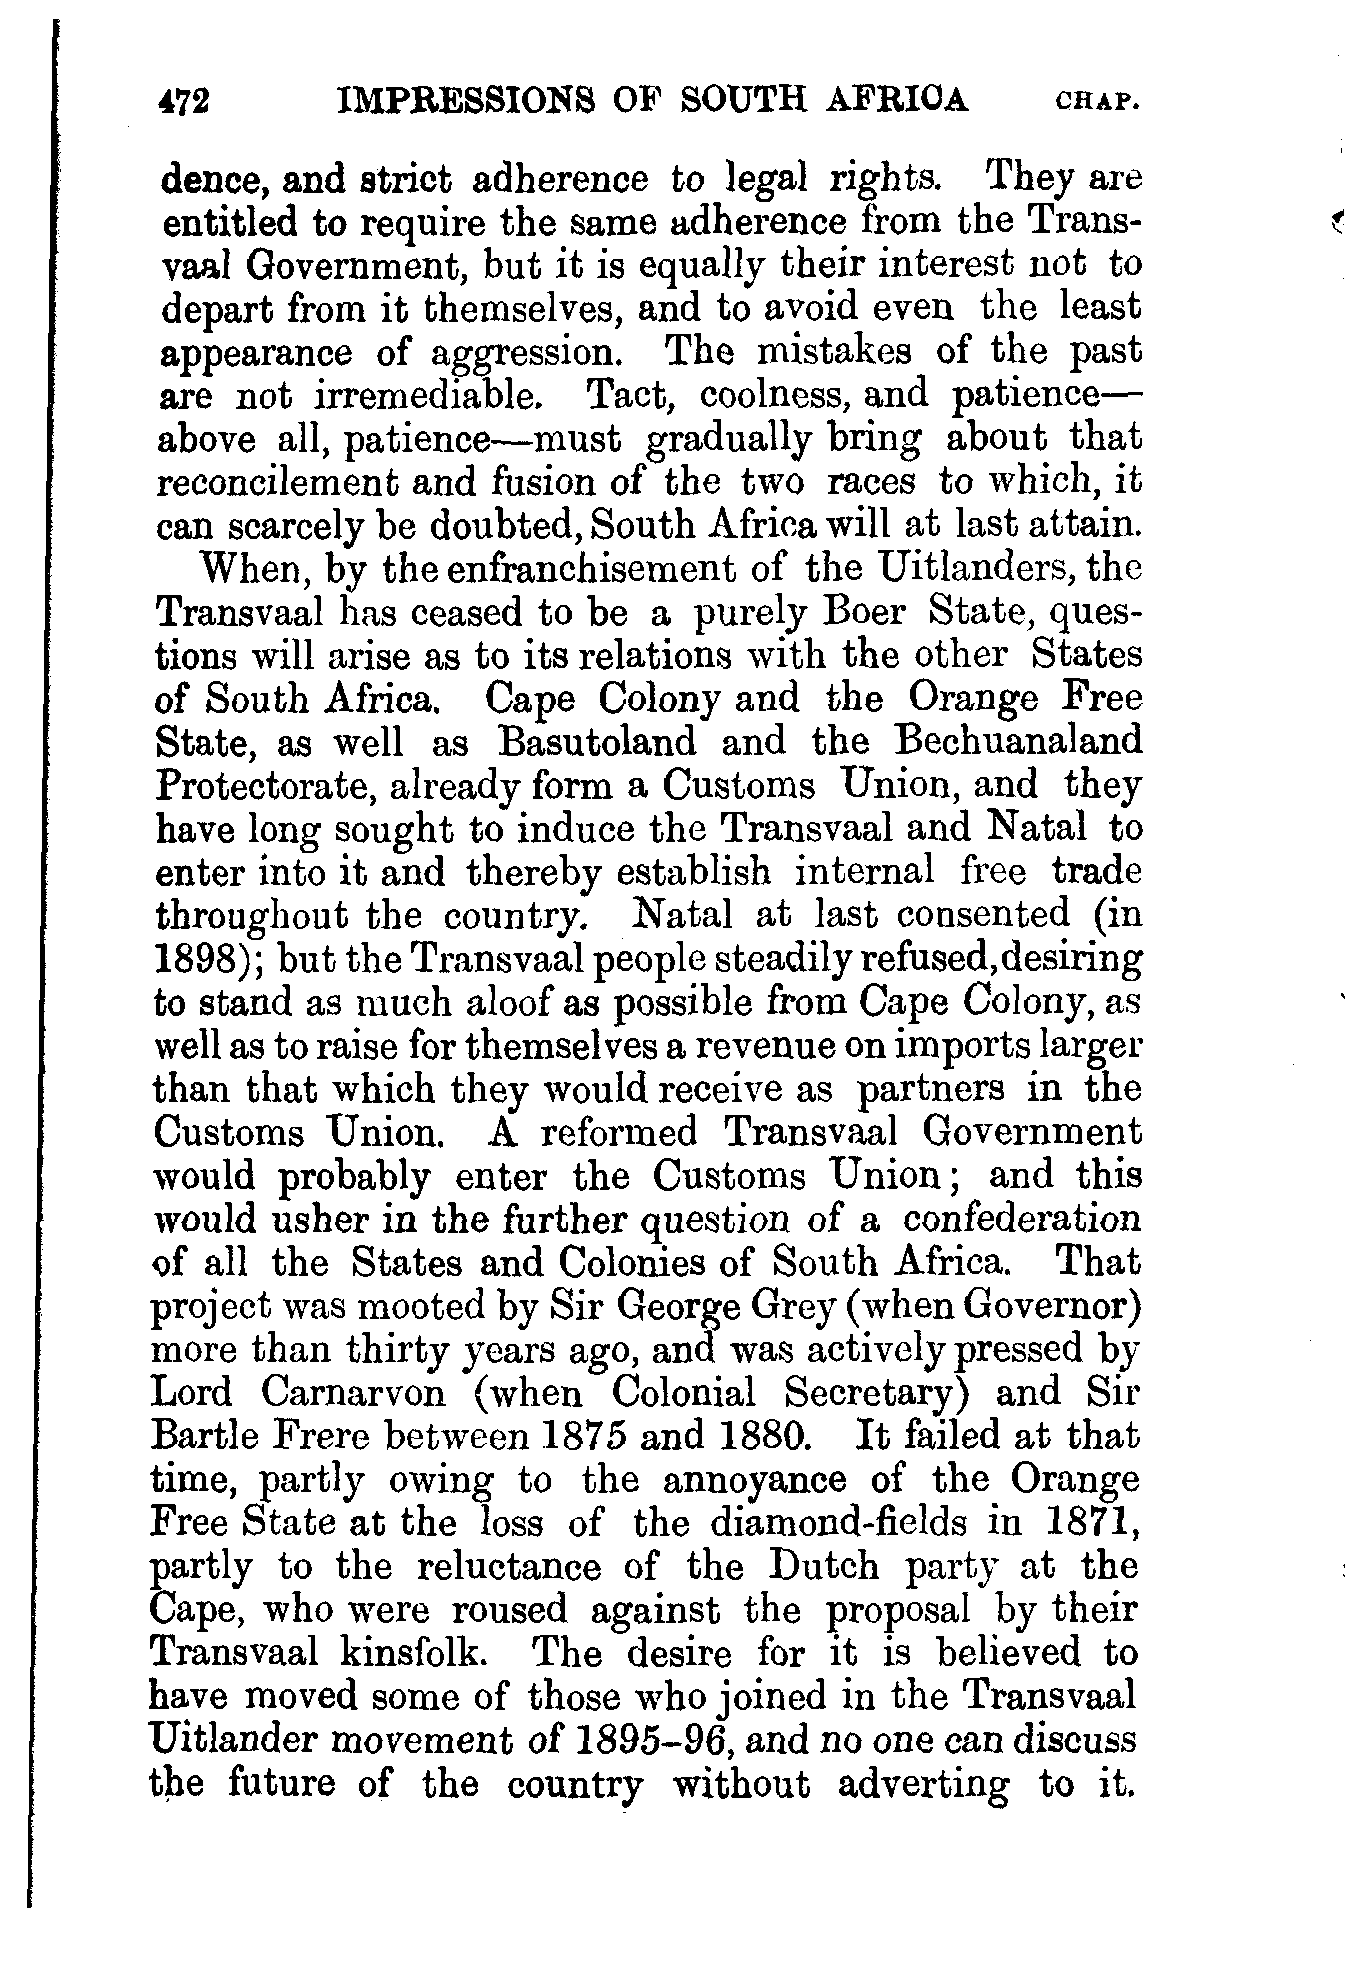 472 IMPRESSIONS OF SOUTH AFRICA CHAP.
dence, and strict adherence to legal rights. They are
entitled to require the same adherence from the Trans-
vaal Government, but it is equally their interest not to
depart from it themselves, and to avoid even the least
appearance of aggression. The mistakes of the past
are not irremediable. Tact, coolness, and patience—
above all, patience—must gradually bring about that
reconcilement and fusion of the two races to which, it
can scarcely be doubted, South Africa will at last attain.
When, by the enfranchisement of the Uitlanders, the
Transvaal has ceased to be a purely Boer State, ques-
tions will arise as to its relations with the other States
of South Africa. Cape Colony and the Orange Free
State, as well as Basutoland and the Bechuanaland
Protectorate, already form a Customs Union, and they
have long sought to induce the Transvaal and Natal to
enter into it and thereby establish internal free trade
throughout the country. Natal at last consented (in
1898); but the Transvaal people steadily refused, desiring
to stand as much aloof as possible from Cape Colony, as
well as to raise for themselves a revenue on imports larger
than that which they would receive as partners in the
Customs Union. A reformed Transvaal Government
would probably enter the Customs Union; and this
would usher in the further question of a confederation
of all the States and Colonies of South Africa. That
project was mooted by Sir George Grey (when Governor)
more than thirty years ago, and was actively pressed by
Lord Carnarvon (when Colonial Secretary) and Sir
Bartle Frere between 1875 and 1880. It failed at that
time, partly owing to the annoyance of the Orange
Free State at the loss of the diamond-fields in 1871,
partly to the reluctance of the Dutch party at the
Cape, who were roused against the proposal by their
Transvaal kinsfolk. The desire for it is believed to
have moved some of those who joined in the Transvaal
Uitlander movement of 1895–96, and no one can discuss
the future of the country without adverting to it.